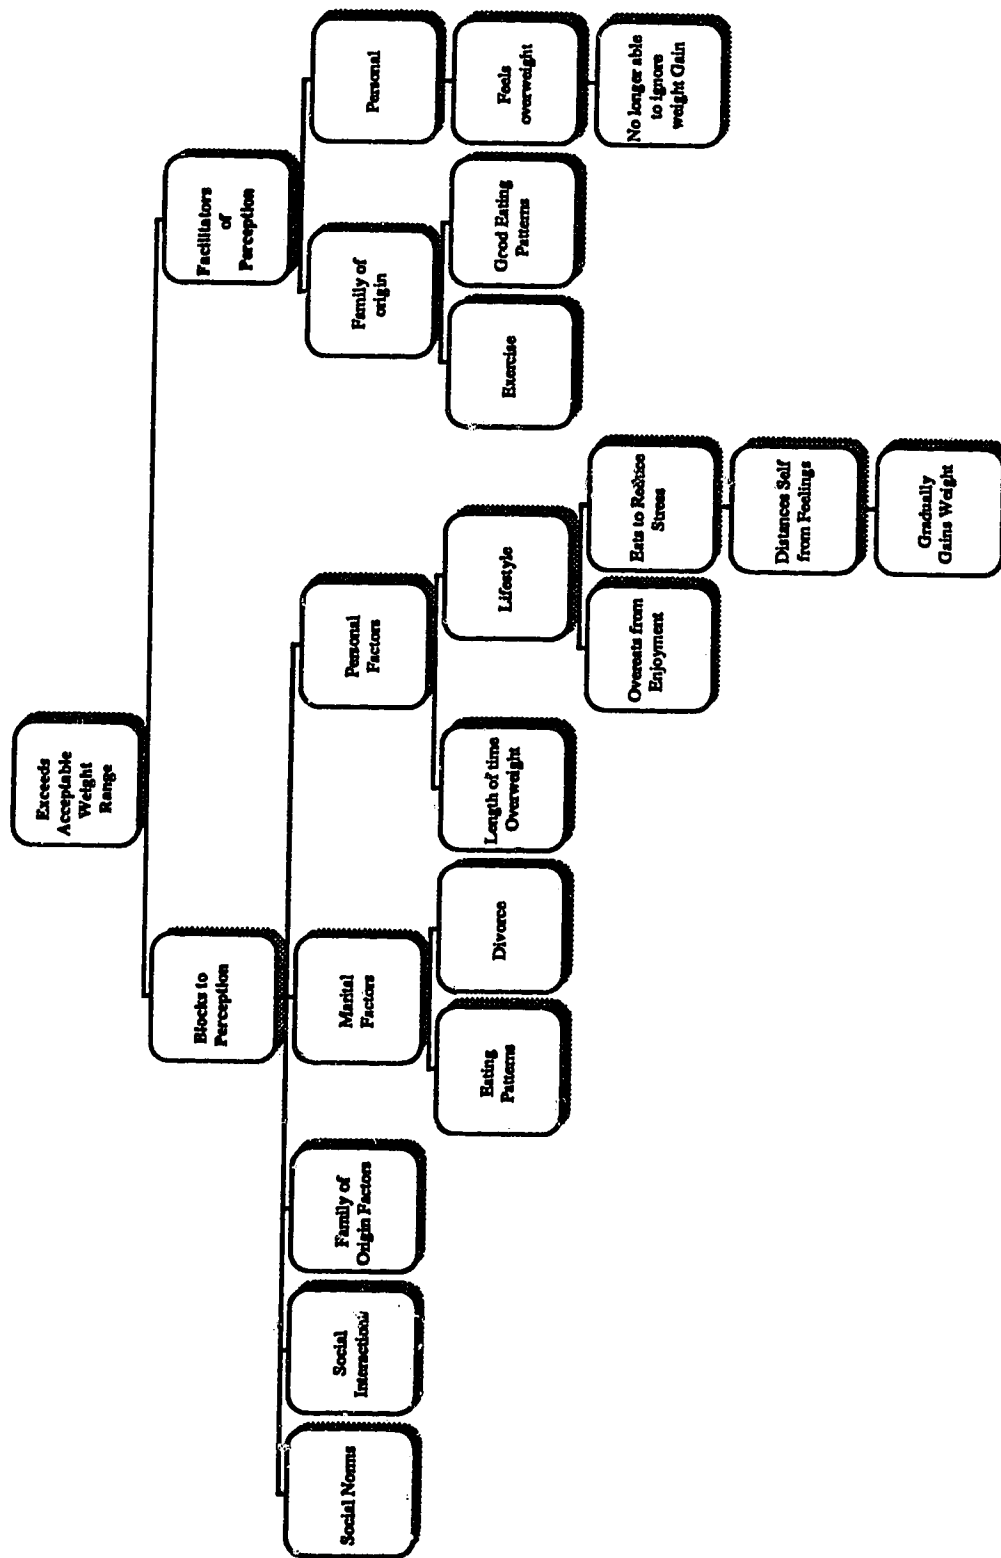 Exceeds
Acceptable
Weight
Range
Blocks to
Perception
Facilitators
of
Perception
Social Norms
Social
Interactions
Family of
Origin Factors
Marital
Factors
Personal
Factors
Family of
origin
Personal
Eating
Patterns
Divorce
Length of time
Overweight
Lifestyle
Exercise
Good Eating
Patterns
Feels
overweight
Overeats from
Enjoyment
Eats to Reduce
Stress
No longer able
to ignore
weight Gain
Distances Self
from Feelings
Gradually
Gains Weight